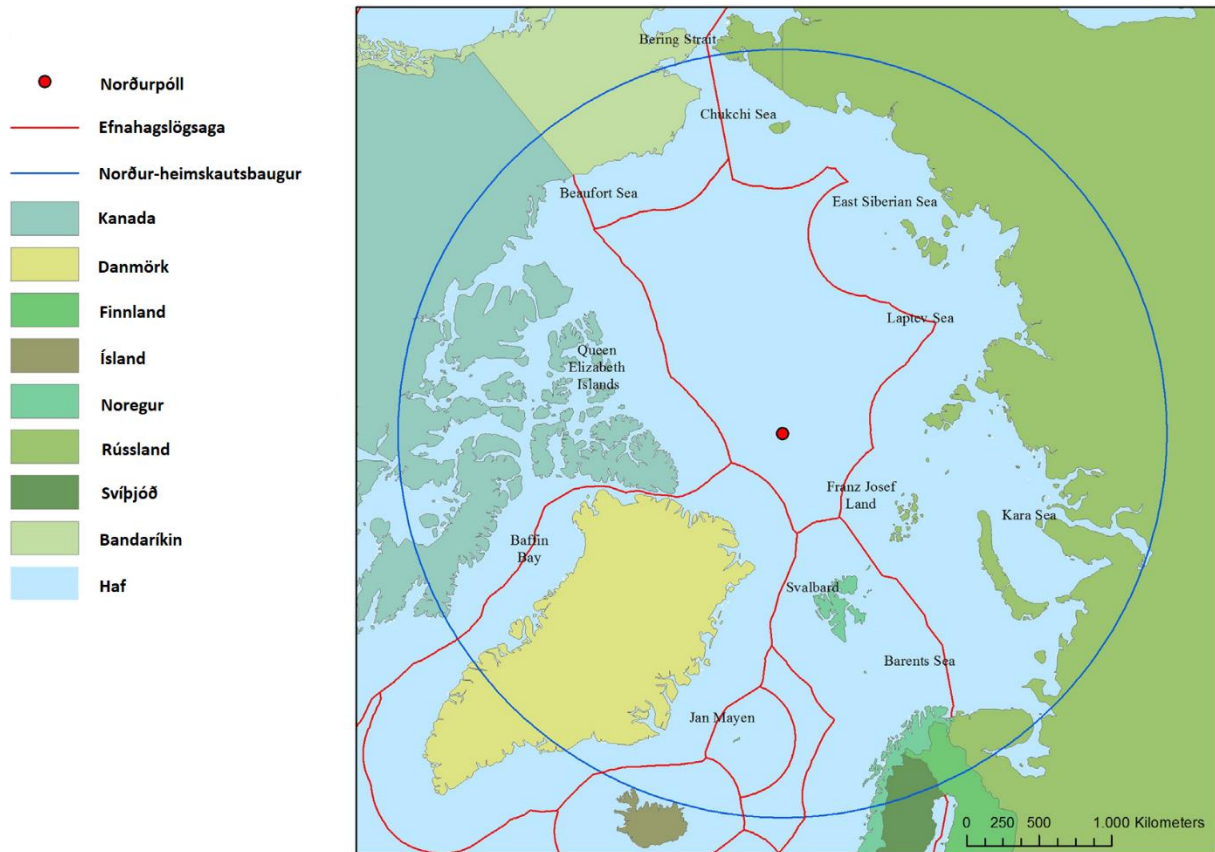 Norðurpóll
Efnahagslögsaga
Norður-heimskautsbaugur
Kanada
Danmörk
Finnland
Ísland
Noregur
Rússland
Svíþjóð
Bandaríkin
Haf
Bering Strait
Chukchi Sea
Beaufort Sea
East Siberian Sea
Laptev Sea
Queen
Elizabeth
Islands
Franz Josef
Land
Kara Sea
Baffin
Bay
Svalbard
Barents Sea
Jan Mayen
0 250 500 1.000 Kilometers